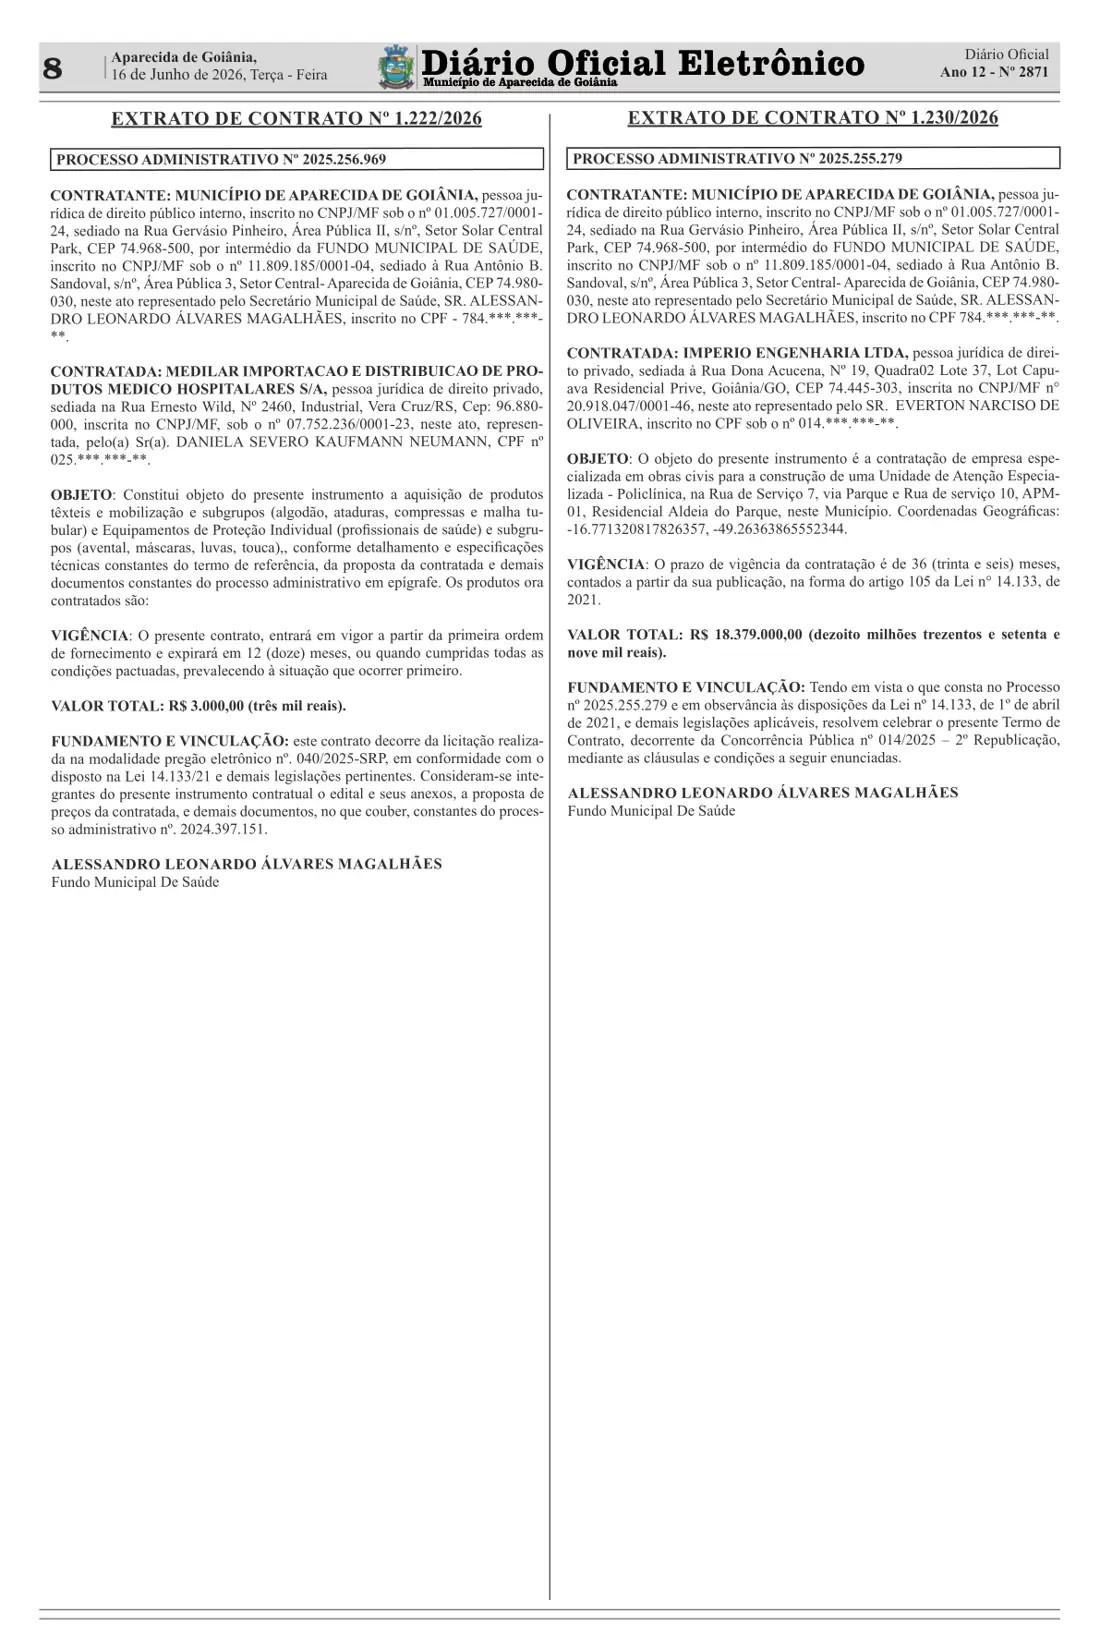 8
Aparecida de Goiânia,
16 de Junho de 2026, Terça - Feira
Diário Oficial Eletrônico
Município de Aparecida de Goiânia
Diário Oficial
Ano 12 - Nº 2871
EXTRATO DE CONTRATO Nº 1.222/2026
PROCESSO ADMINISTRATIVO Nº 2025.256.969
CONTRATANTE: MUNICÍPIO DE APARECIDA DE GOIÂNIA, pessoa ju-
rídica de direito público interno, inscrito no CNPJ/MF sob o nº 01.005.727/0001-
24, sediado na Rua Gervásio Pinheiro, Área Pública II, s/nº, Setor Solar Central
Park, CEP 74.968-500, por intermédio da FUNDO MUNICIPAL DE SAÚDE,
inscrito no CNPJ/MF sob o nº 11.809.185/0001-04, sediado à Rua Antônio B.
Sandoval, s/nº, Área Pública 3, Setor Central- Aparecida de Goiânia, CEP 74.980-
030, neste ato representado pelo Secretário Municipal de Saúde, SR. ALESSAN-
DRO LEONARDO ÁLVARES MAGALHÃES, inscrito no CPF - 784.***.***-
**.
CONTRATADA: MEDILAR IMPORTACAO E DISTRIBUICAO DE PRO-
DUTOS MEDICO HOSPITALARES S/A, pessoa jurídica de direito privado,
sediada na Rua Ernesto Wild, Nº 2460, Industrial, Vera Cruz/RS, Cep: 96.880-
000, inscrita no CNPJ/MF, sob o nº 07.752.236/0001-23, neste ato, represen-
tada, pelo(a) Sr(a). DANIELA SEVERO KAUFMANN NEUMANN, CPF nº
025.***.***-**.
OBJETO: Constitui objeto do presente instrumento a aquisição de produtos
têxteis e mobilização e subgrupos (algodão, ataduras, compressas e malha tu-
bular) e Equipamentos de Proteção Individual (profissionais de saúde) e subgru-
pos (avental, máscaras, luvas, touca),, conforme detalhamento e especificações
técnicas constantes do termo de referência, da proposta da contratada e demais
documentos constantes do processo administrativo em epígrafe. Os produtos ora
contratados são:
VIGÊNCIA: O presente contrato, entrará em vigor a partir da primeira ordem
de fornecimento e expirará em 12 (doze) meses, ou quando cumpridas todas as
condições pactuadas, prevalecendo à situação que ocorrer primeiro.
VALOR TOTAL: R$ 3.000,00 (três mil reais).
FUNDAMENTO E VINCULAÇÃO: este contrato decorre da licitação realiza-
da na modalidade pregão eletrônico nº. 040/2025-SRP, em conformidade com o
disposto na Lei 14.133/21 e demais legislações pertinentes. Consideram-se inte-
grantes do presente instrumento contratual o edital e seus anexos, a proposta de
preços da contratada, e demais documentos, no que couber, constantes do proces-
so administrativo nº. 2024.397.151.
ALESSANDRO LEONARDO ÁLVARES MAGALHÃES
Fundo Municipal De Saúde
EXTRATO DE CONTRATO Nº 1.230/2026
PROCESSO ADMINISTRATIVO Nº 2025.255.279
CONTRATANTE: MUNICÍPIO DE APARECIDA DE GOIÂNIA, pessoa ju-
rídica de direito público interno, inscrito no CNPJ/MF sob o nº 01.005.727/0001-
24, sediado na Rua Gervásio Pinheiro, Área Pública II, s/nº, Setor Solar Central
Park, CEP 74.968-500, por intermédio do FUNDO MUNICIPAL DE SAÚDE,
inscrito no CNPJ/MF sob o nº 11.809.185/0001-04, sediado à Rua Antônio B.
Sandoval, s/nº, Área Pública 3, Setor Central- Aparecida de Goiânia, CEP 74.980-
030, neste ato representado pelo Secretário Municipal de Saúde, SR. ALESSAN-
DRO LEONARDO ÁLVARES MAGALHÃES, inscrito no CPF 784.***.***-**.
CONTRATADA: IMPERIO ENGENHARIA LTDA, pessoa jurídica de direi-
to privado, sediada à Rua Dona Acucena, Nº 19, Quadra02 Lote 37, Lot Capu-
ava Residencial Prive, Goiânia/GO, CEP 74.445-303, inscrita no CNPJ/MF n°
20.918.047/0001-46, neste ato representado pelo SR. EVERTON NARCISO DE
OLIVEIRA, inscrito no CPF sob o nº 014.***.***-**.
OBJETO: O objeto do presente instrumento é a contratação de empresa espe-
cializada em obras civis para a construção de uma Unidade de Atenção Especia-
lizada - Policlínica, na Rua de Serviço 7, via Parque e Rua de serviço 10, APM-
01, Residencial Aldeia do Parque, neste Município. Coordenadas Geográficas:
-16.771320817826357, -49.26363865552344.
VIGÊNCIA: O prazo de vigência da contratação é de 36 (trinta e seis) meses,
contados a partir da sua publicação, na forma do artigo 105 da Lei n° 14.133, de
2021.
VALOR TOTAL: R$ 18.379.000,00 (dezoito milhões trezentos e setenta e
nove mil reais).
FUNDAMENTO E VINCULAÇÃO: Tendo em vista o que consta no Processo
nº 2025.255.279 e em observância às disposições da Lei nº 14.133, de 1º de abril
de 2021, e demais legislações aplicáveis, resolvem celebrar o presente Termo de
Contrato, decorrente da Concorrência Pública nº 014/2025 – 2º Republicação,
mediante as cláusulas e condições a seguir enunciadas.
ALESSANDRO LEONARDO ÁLVARES MAGALHÃES
Fundo Municipal De Saúde